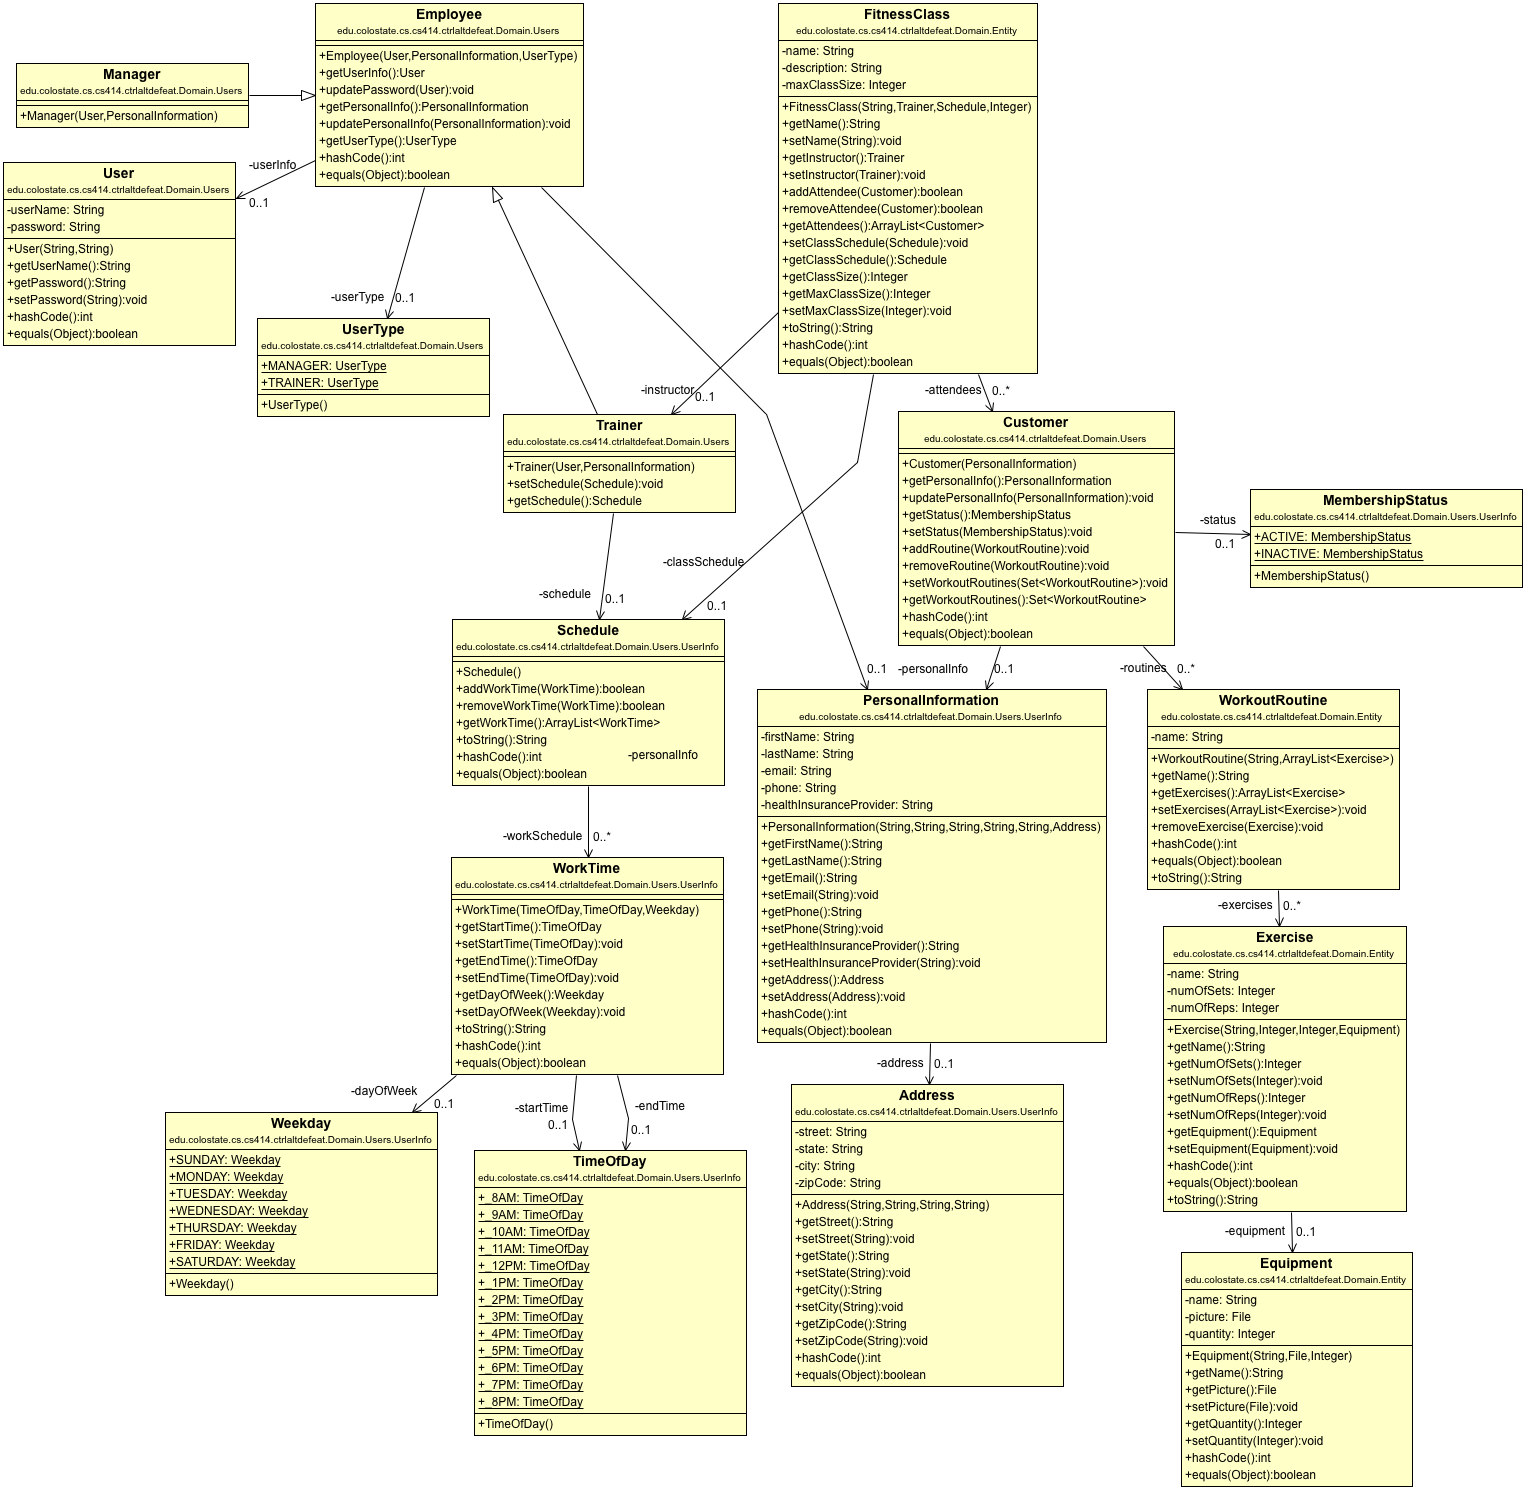 Employee
edu.colostate.cs.cs414.ctrlaltdefeat.Domain.Users
+Employee(User,PersonalInformation,UserType)
+getUserInfo():User
+updatePassword(User):void
+getPersonalInfo():PersonalInformation
+updatePersonalInfo(PersonalInformation):void
+getUserType():UserType
+hashCode():int
+equals(Object):boolean
FitnessClass
edu.colostate.cs.cs414.ctrlaltdefeat.Domain.Entity
-name: String
-description: String
-maxClassSize: Integer
+FitnessClass(String,Trainer,Schedule,Integer)
+getName():String
+setName(String):void
+getInstructor():Trainer
+setInstructor(Trainer):void
+addAttendee(Customer):boolean
+removeAttendee(Customer):boolean
+getAttendees():ArrayList<Customer>
+setClassSchedule(Schedule):void
+getClassSchedule():Schedule
+getClassSize():Integer
+getMaxClassSize():Integer
+setMaxClassSize(Integer):void
+toString():String
+hashCode():int
+equals(Object):boolean
Manager
edu.colostate.cs.cs414.ctrlaltdefeat.Domain.Users
+Manager(User,PersonalInformation)
-userInfo
0..1
User
edu.colostate.cs.cs414.ctrlaltdefeat.Domain.Users
-userName: String
-password: String
+User(String,String)
+getUserName():String
+getPassword():String
+setPassword(String):void
+hashCode():int
+equals(Object):boolean
-userType
0..1
UserType
edu.colostate.cs.cs414.ctrlaltdefeat.Domain.Users
+MANAGER: UserType
+TRAINER: UserType
+UserType()
-instructor
0..1
-attendees
0..*
Trainer
edu.colostate.cs.cs414.ctrlaltdefeat.Domain.Users
+Trainer(User,PersonalInformation)
+setSchedule(Schedule):void
+getSchedule():Schedule
Customer
edu.colostate.cs.cs414.ctrlaltdefeat.Domain.Users
+Customer(PersonalInformation)
+getPersonalInfo():PersonalInformation
+updatePersonalInfo(PersonalInformation):void
+getStatus():MembershipStatus
+setStatus(MembershipStatus):void
+addRoutine(WorkoutRoutine):void
+removeRoutine(WorkoutRoutine):void
+setWorkoutRoutines(Set<WorkoutRoutine>):void
+getWorkoutRoutines():Set<WorkoutRoutine>
+hashCode():int
+equals(Object):boolean
-status
0..1
MembershipStatus
edu.colostate.cs.cs414.ctrlaltdefeat.Domain.Users.UserInfo
+ACTIVE: MembershipStatus
+INACTIVE: MembershipStatus
+MembershipStatus()
-schedule
0..1
-classSchedule
0..1
Schedule
edu.colostate.cs.cs414.ctrlaltdefeat.Domain.Users.UserInfo
+Schedule()
+addWorkTime(WorkTime):boolean
+removeWorkTime(WorkTime):boolean
+getWorkTime():ArrayList<WorkTime>
+toString():String
+hashCode():int
+equals(Object):boolean
-personalInfo
0..1
-personalInfo
0..1
-routines
0..*
PersonalInformation
edu.colostate.cs.cs414.ctrlaltdefeat.Domain.Users.UserInfo
-firstName: String
-lastName: String
-email: String
-phone: String
-healthInsuranceProvider: String
+PersonalInformation(String,String,String,String,String,Address)
+getFirstName():String
+getLastName():String
+getEmail():String
+setEmail(String):void
+getPhone():String
+setPhone(String):void
+getHealthInsuranceProvider():String
+setHealthInsuranceProvider(String):void
+getAddress():Address
+setAddress(Address):void
+hashCode():int
+equals(Object):boolean
WorkoutRoutine
edu.colostate.cs.cs414.ctrlaltdefeat.Domain.Entity
-name: String
+WorkoutRoutine(String,ArrayList<Exercise>)
+getName():String
+getExercises():ArrayList<Exercise>
+setExercises(ArrayList<Exercise>):void
+removeExercise(Exercise):void
+hashCode():int
+equals(Object):boolean
+toString():String
-workSchedule
0..*
WorkTime
edu.colostate.cs.cs414.ctrlaltdefeat.Domain.Users.UserInfo
+WorkTime(TimeOfDay,TimeOfDay,Weekday)
+getStartTime():TimeOfDay
+setStartTime(TimeOfDay):void
+getEndTime():TimeOfDay
+setEndTime(TimeOfDay):void
+getDayOfWeek():Weekday
+setDayOfWeek(Weekday):void
+toString():String
+hashCode():int
+equals(Object):boolean
-exercises
0..*
Exercise
edu.colostate.cs.cs414.ctrlaltdefeat.Domain.Entity
-name: String
-numOfSets: Integer
-numOfReps: Integer
+Exercise(String,Integer,Integer,Equipment)
+getName():String
+getNumOfSets():Integer
+setNumOfSets(Integer):void
+getNumOfReps():Integer
+setNumOfReps(Integer):void
+getEquipment():Equipment
+setEquipment(Equipment):void
+hashCode():int
+equals(Object):boolean
+toString():String
-dayOfWeek
0..1
-startTime
0..1
-endTime
0..1
-address
0..1
Weekday
edu.colostate.cs.cs414.ctrlaltdefeat.Domain.Users.UserInfo
+SUNDAY: Weekday
+MONDAY: Weekday
+TUESDAY: Weekday
+WEDNESDAY: Weekday
+THURSDAY: Weekday
+FRIDAY: Weekday
+SATURDAY: Weekday
+Weekday()
TimeOfDay
edu.colostate.cs.cs414.ctrlaltdefeat.Domain.Users.UserInfo
+_8AM: TimeOfDay
+_9AM: TimeOfDay
+_10AM: TimeOfDay
+_11AM: TimeOfDay
+_12PM: TimeOfDay
+_1PM: TimeOfDay
+_2PM: TimeOfDay
+_3PM: TimeOfDay
+_4PM: TimeOfDay
+_5PM: TimeOfDay
+_6PM: TimeOfDay
+_7PM: TimeOfDay
+_8PM: TimeOfDay
+TimeOfDay()
Address
edu.colostate.cs.cs414.ctrlaltdefeat.Domain.Users.UserInfo
-street: String
-state: String
-city: String
-zipCode: String
+Address(String,String,String,String)
+getStreet():String
+setStreet(String):void
+getState():String
+setState(String):void
+getCity():String
+setCity(String):void
+getZipCode():String
+setZipCode(String):void
+hashCode():int
+equals(Object):boolean
-equipment
0..1
Equipment
edu.colostate.cs.cs414.ctrlaltdefeat.Domain.Entity
-name: String
-picture: File
-quantity: Integer
+Equipment(String,File,Integer)
+getName():String
+getPicture():File
+setPicture(File):void
+getQuantity():Integer
+setQuantity(Integer):void
+hashCode():int
+equals(Object):boolean